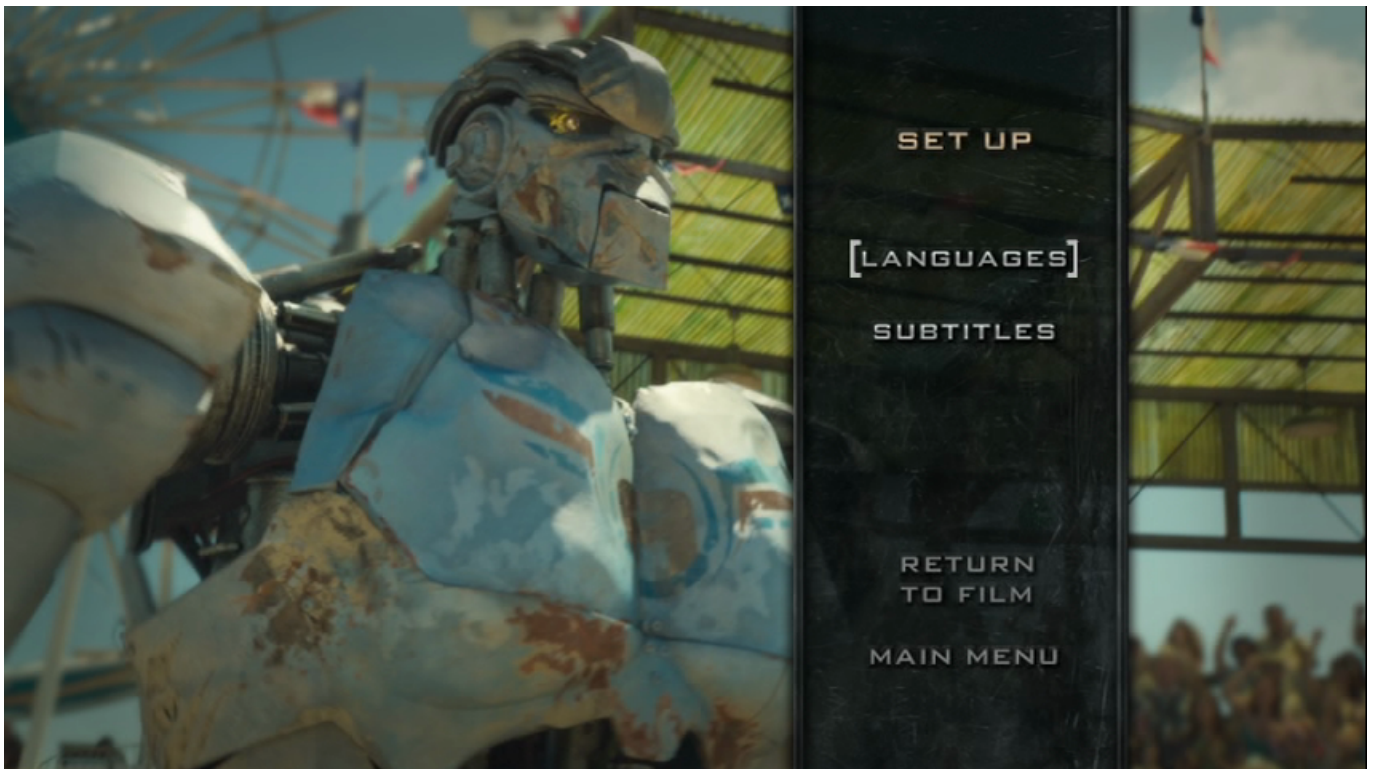 SET UP
[LANGUAGES]
SUBTITLES
RETURN
TO FILM
MAIN MENU